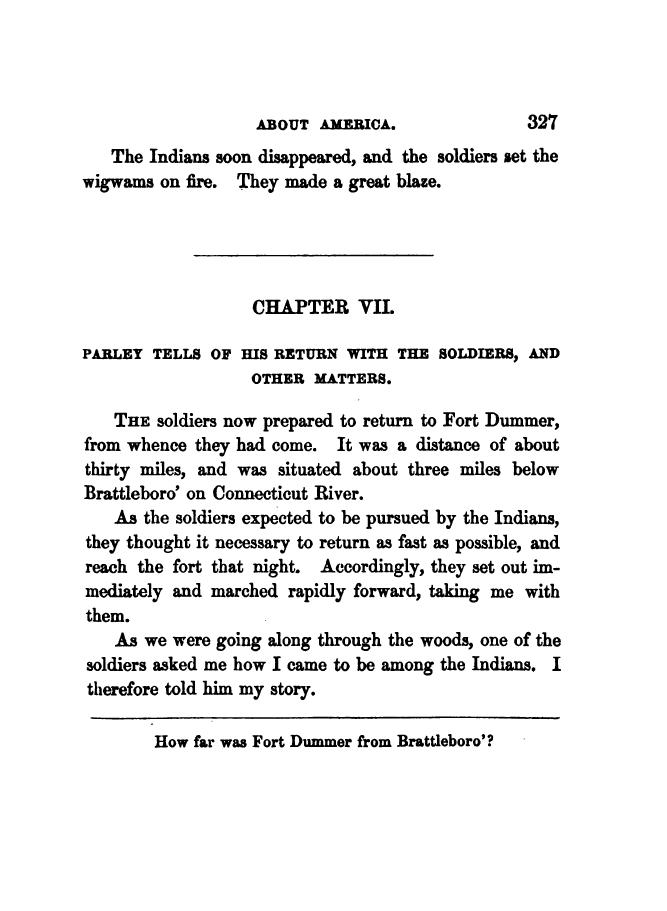 ABOUT AMERICA. 327
The Indians soon disappeared, and the soldiers set the
wigwams on fire. They made a great blaze.
CHAPTER VII.
PARLEY TELLS OF HIS RETURN WITH THE SOLDIERS, AND
OTHER MATTERS.
THE soldiers now prepared to return to Fort Dummer,
from whence they had come. It was a distance of about
thirty miles, and was situated about three miles below
Brattleboro' on Connecticut River.
As the soldiers expected to be pursued by the Indians,
they thought it necessary to return as fast as possible, and
reach the fort that night. Accordingly, they set out im-
mediately and marched rapidly forward, taking me with
them.
As we were going along through the woods, one of the
soldiers asked me how I came to be among the Indians. I
therefore told him my story.
How far was Fort Dummer from Brattleboro'?